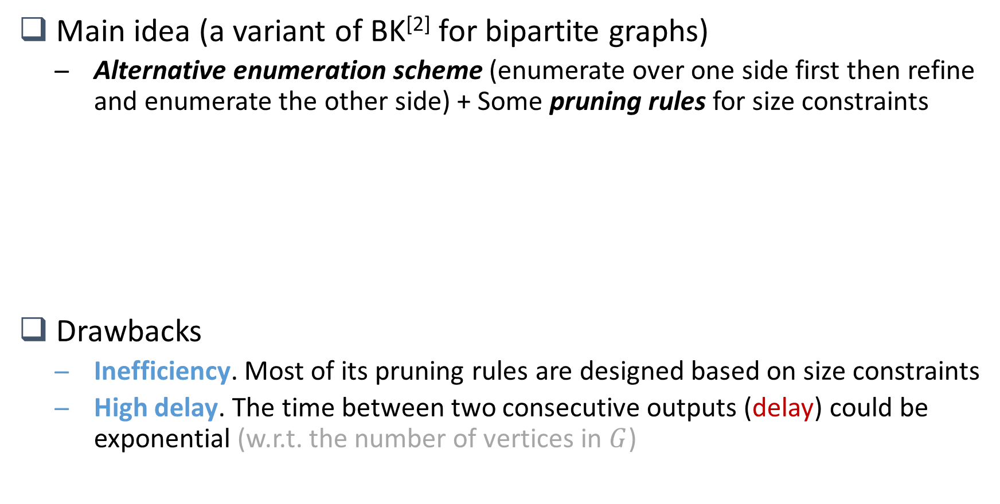 ❑ Main idea (a variant of BK[2] for bipartite graphs)
– Alternative enumeration scheme (enumerate over one side first then refine
and enumerate the other side) + Some pruning rules for size constraints
❑ Drawbacks
– Inefficiency. Most of its pruning rules are designed based on size constraints
– High delay. The time between two consecutive outputs (delay) could be
exponential (w.r.t. the number of vertices in G)